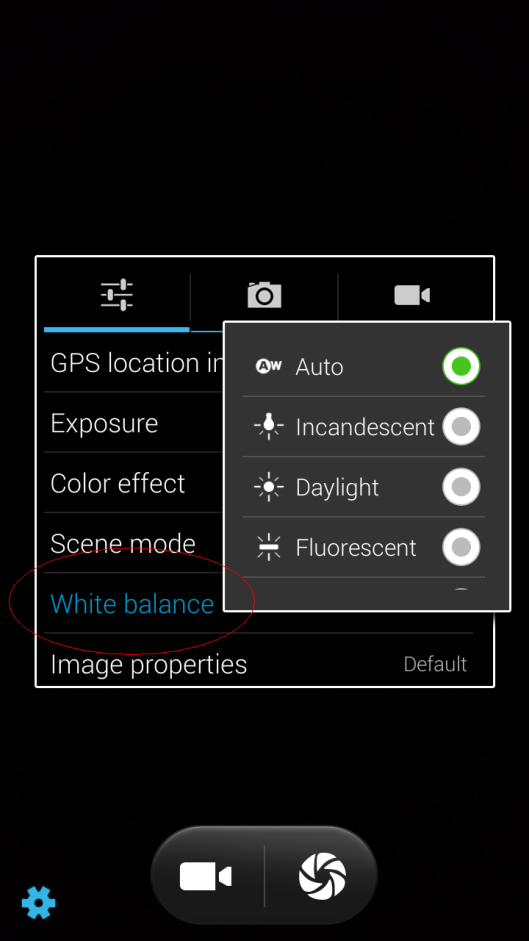 GPS location in
Exposure
Color effect
Scene mode
White balance
Image properties Default
AW Auto
Incandescent
Daylight
Fluorescent